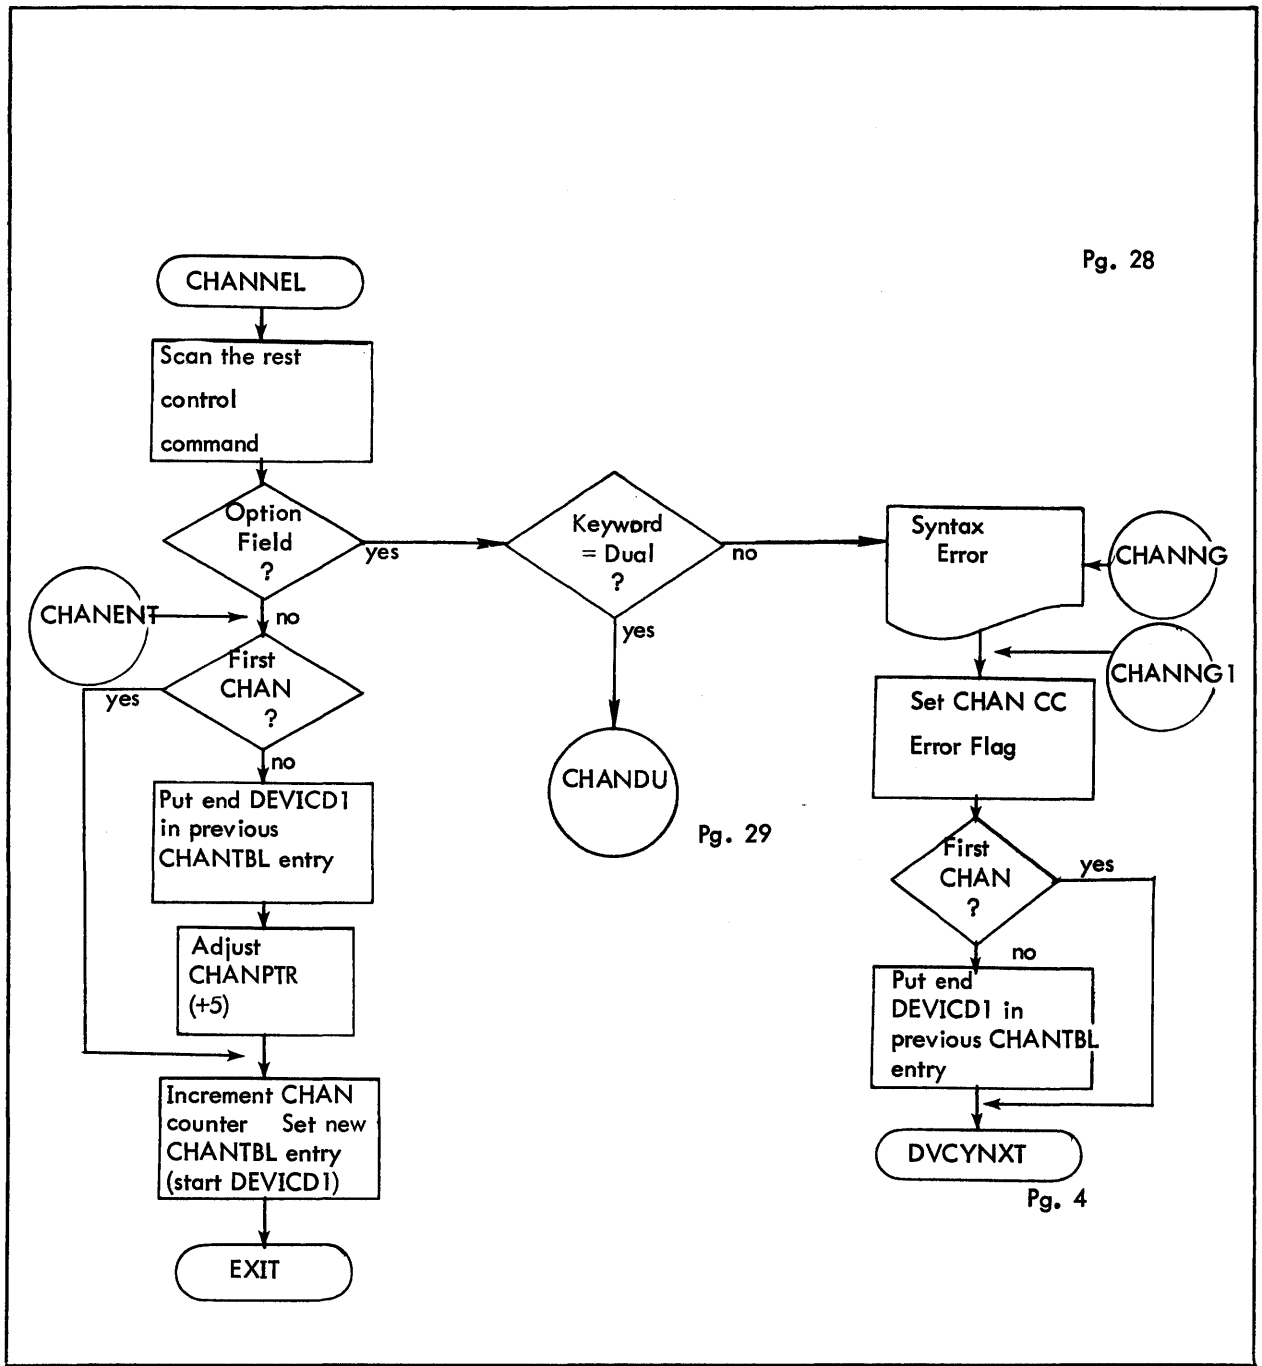 Pg. 28
CHANNEL
Scan the rest
control
command
Option
Field
?
yes
no
CHANENT
First
CHAN
?
yes
no
Put end DEVICD1
in previous
CHANTBL entry
Adjust
CHANPTR
(+5)
Increment CHAN
counter Set new
CHANTBL entry
(start DEVICD1)
EXIT
Keyword
= Dual
?
no
yes
CHANDU
Pg. 29
Syntax
Error
CHANNG
CHANNG1
Set CHAN CC
Error Flag
First
CHAN
?
yes
no
Put end
DEVICD1 in
previous CHANTBL
entry
DVCYNXT
Pg. 4